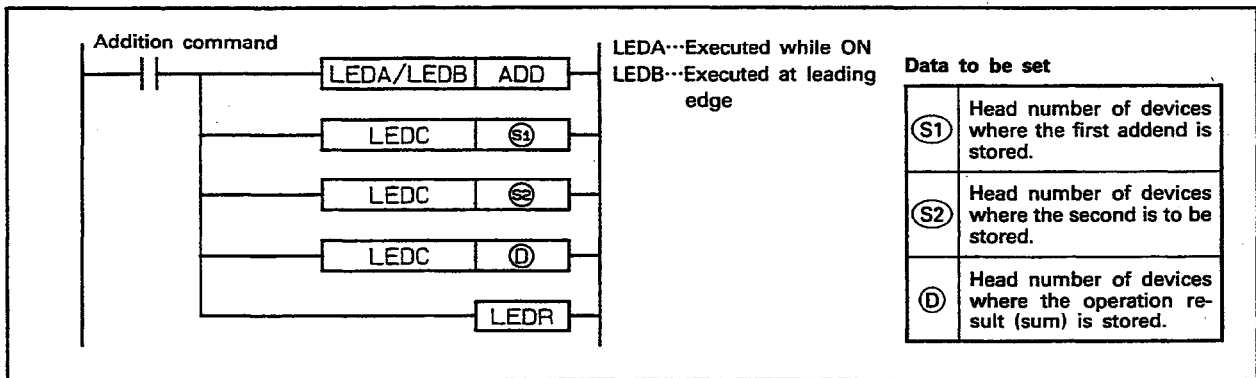 Addition command
LEDA/LEDB ADD
LEDC S1
LEDC S2
LEDC D
LEDR
LEDA···Executed while ON
LEDB···Executed at leading
edge
Data to be set
S1 Head number of devices
where the first addend is
stored.
S2 Head number of devices
where the second is to be
stored.
D Head number of devices
where the operation re-
sult (sum) is stored.